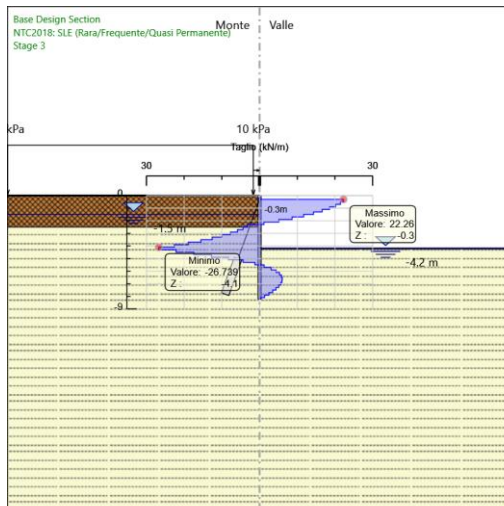 Base Design Section
NTC2018: SLE (Rara/Frequente/Quasi Permanente)
Stage 3
Monte
Valle
kPa
10 kPa
Taglio (kN/m)
30
30
0
-0.3m
Massimo
Valore: 22.26
Z : -0.3
-1.5 m
Minimo
Valore: -26.739
Z : -4.1
-4.2 m
-9